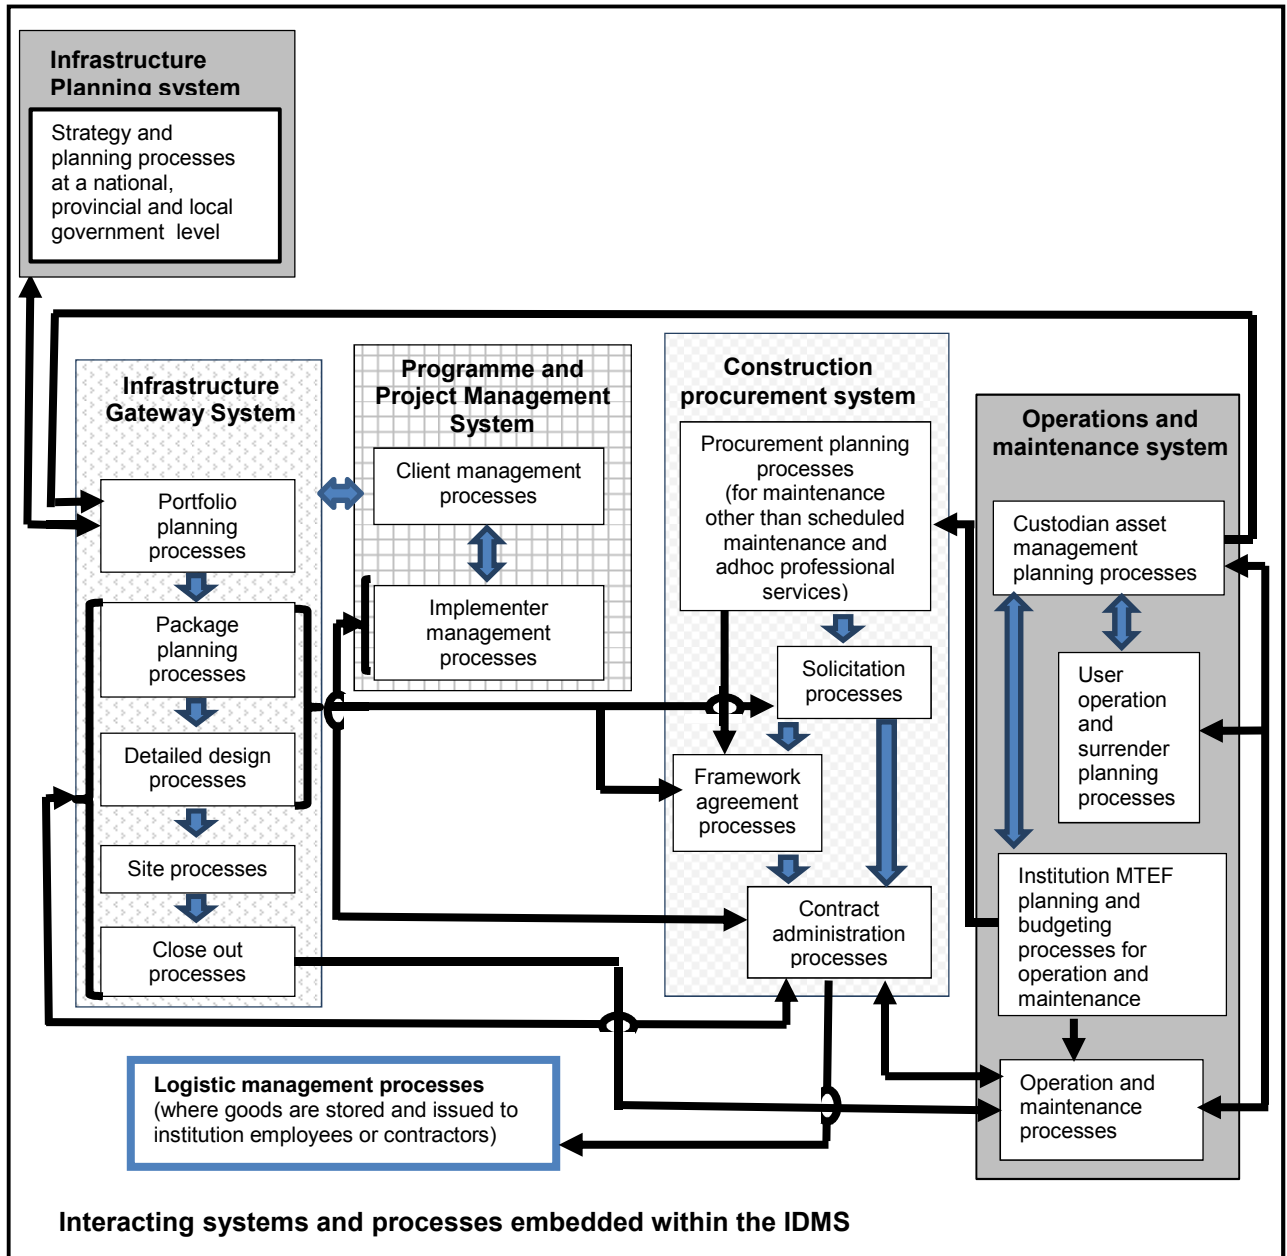 Infrastructure
Planning system
Strategy and
planning processes
at a national,
provincial and local
government level
Infrastructure
Gateway System
Portfolio
planning
processes
Package
planning
processes
Detailed design
processes
Site processes
Close out
processes
Programme and
Project Management
System
Client management
processes
Implementer
management
processes
Construction
procurement system
Procurement planning
processes
(for maintenance
other than scheduled
maintenance and
adhoc professional
services)
Solicitation
processes
Framework
agreement
processes
Contract
administration
processes
Operations and
maintenance system
Custodian asset
management
planning processes
User
operation
and
surrender
planning
processes
Institution MTEF
planning and
budgeting
processes for
operation and
maintenance
Operation and
maintenance
processes
Logistic management processes
(where goods are stored and issued to
institution employees or contractors)
Interacting systems and processes embedded within the IDMS